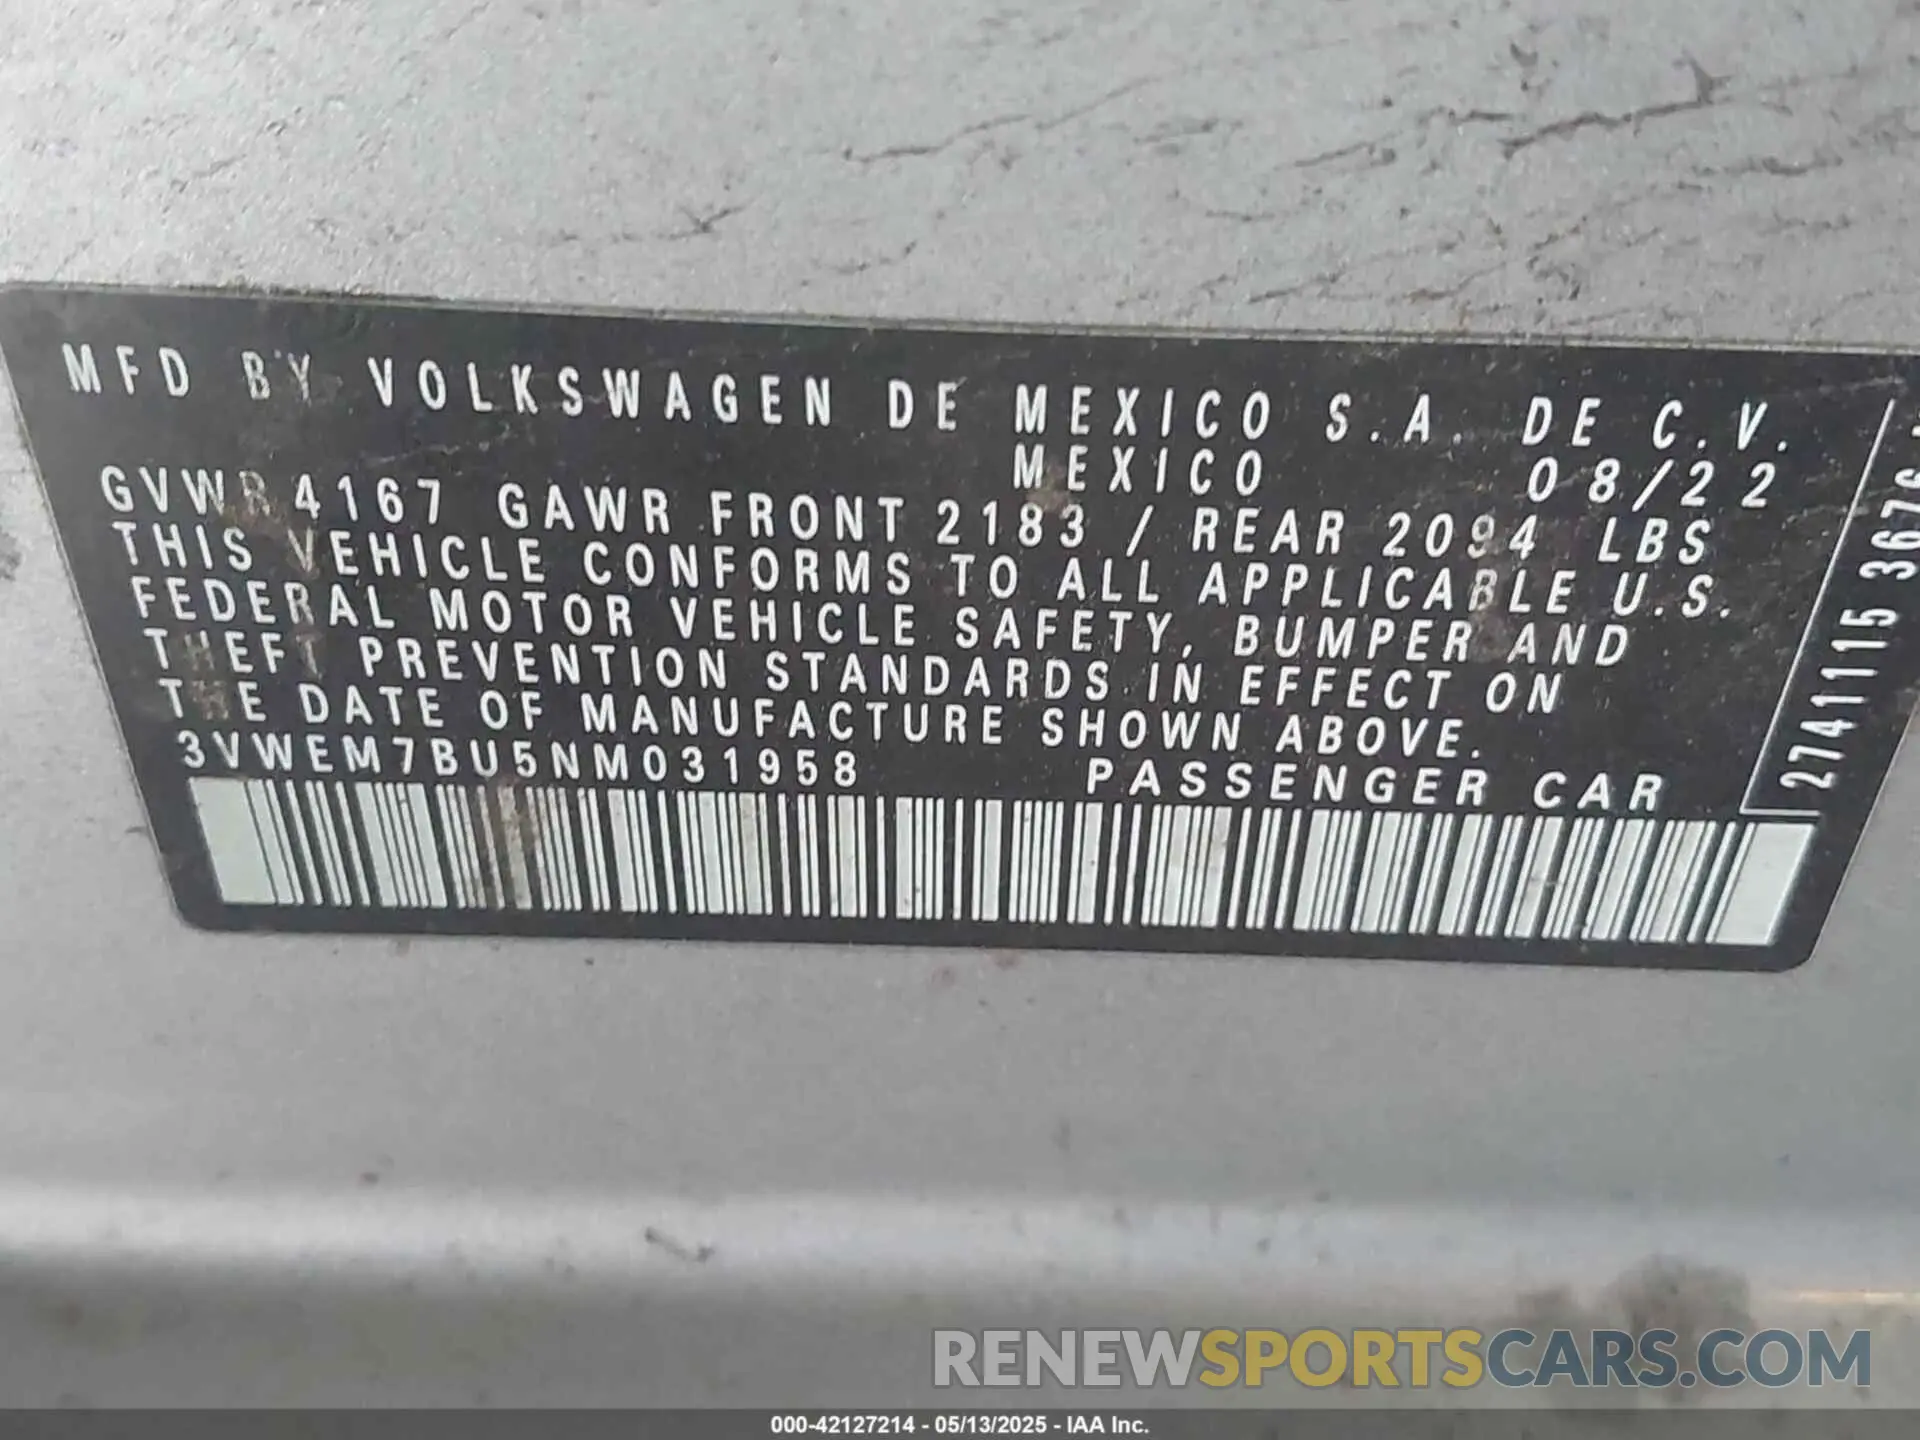 MFD BY VOLKSWAGEN DE MEXICO S.A. DE C.V.
MEXICO 08/22
GVWR 4167 GAWR FRONT 2183 / REAR 2094 LBS
THIS VEHICLE CONFORMS TO ALL APPLICABLE U.S.
FEDERAL MOTOR VEHICLE SAFETY, BUMPER AND
THEFT PREVENTION STANDARDS IN EFFECT ON
THE DATE OF MANUFACTURE SHOWN ABOVE.
3VWEM7BU5NM031958 PASSENGER CAR
2741115 3676
RENEWSPORTSCARS.COM
000-42127214 - 05/13/2025 - IAA Inc.